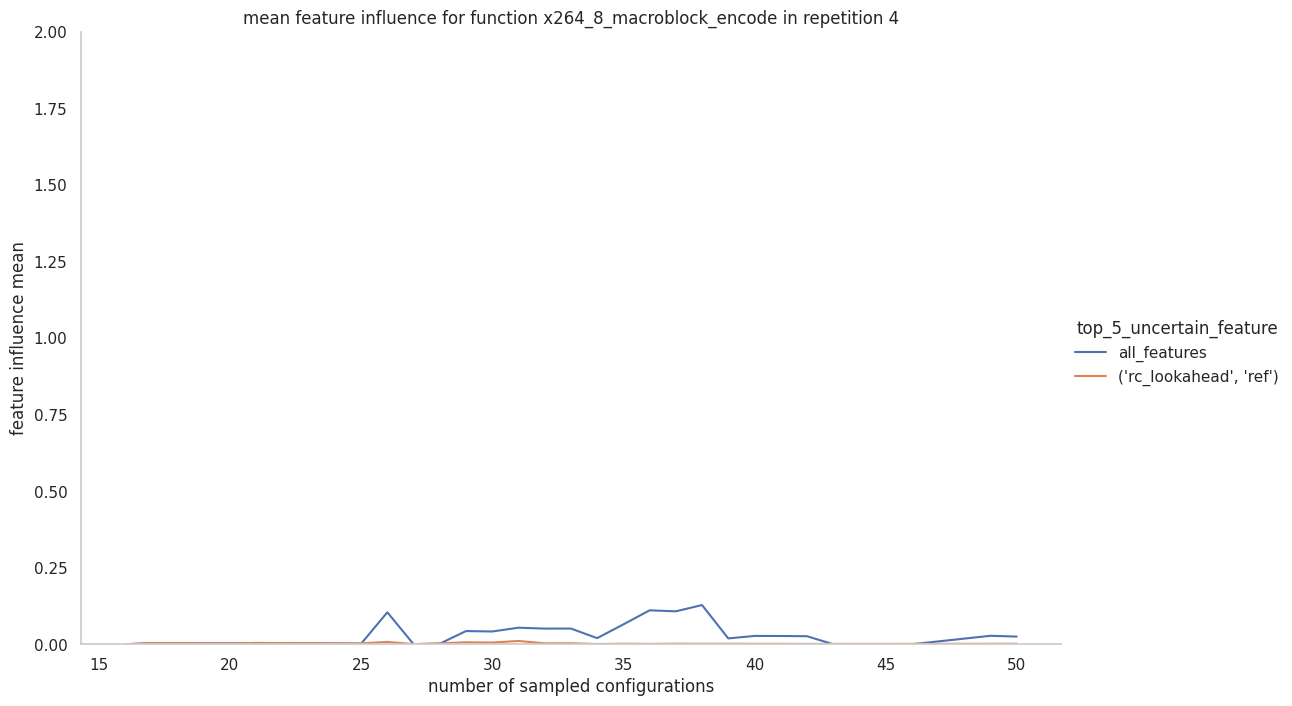 mean feature influence for function x264_8_macroblock_encode in repetition 4
2.00
1.75
1.50
1.25
1.00
0.75
0.50
0.25
0.00
feature influence mean
15 20 25 30 35 40 45 50
number of sampled configurations
top_5_uncertain_feature
all_features
('rc_lookahead', 'ref')